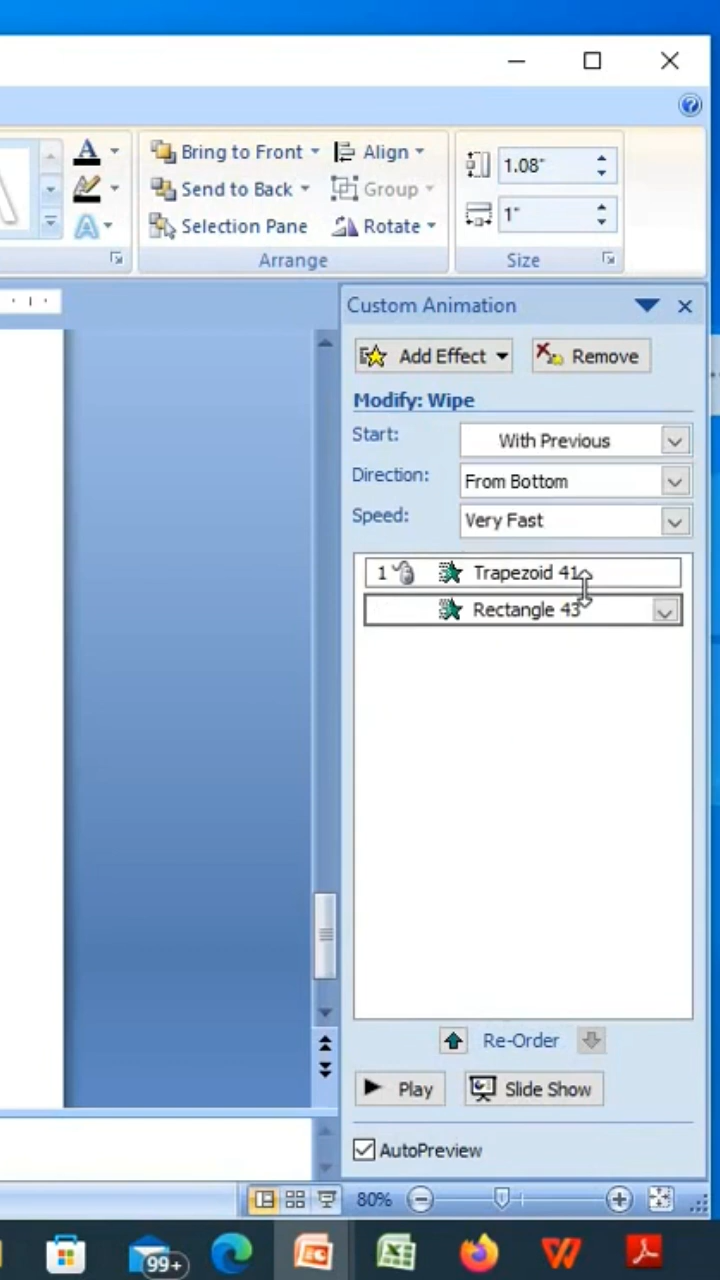 A Bring to Front Align 1.08"
Send to Back Group
A Selection Pane Rotate 1"
Arrange Size
Custom Animation
Add Effect Remove
Modify: Wipe
Start: With Previous
Direction: From Bottom
Speed: Very Fast
1 Trapezoid 41
Rectangle 43
Re-Order
Play Slide Show
AutoPreview
80%
99+